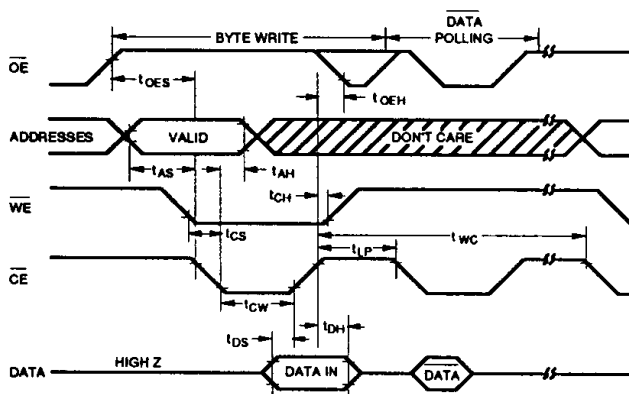 BYTE WRITE
DATA
POLLING
OE
tOES
tOEH
ADDRESSES
VALID
DON'T CARE
tAS
tAH
WE
tCH
tCS
tWC
tLP
CE
tCW
tDS
tDH
DATA
HIGH Z
DATA IN
DATA